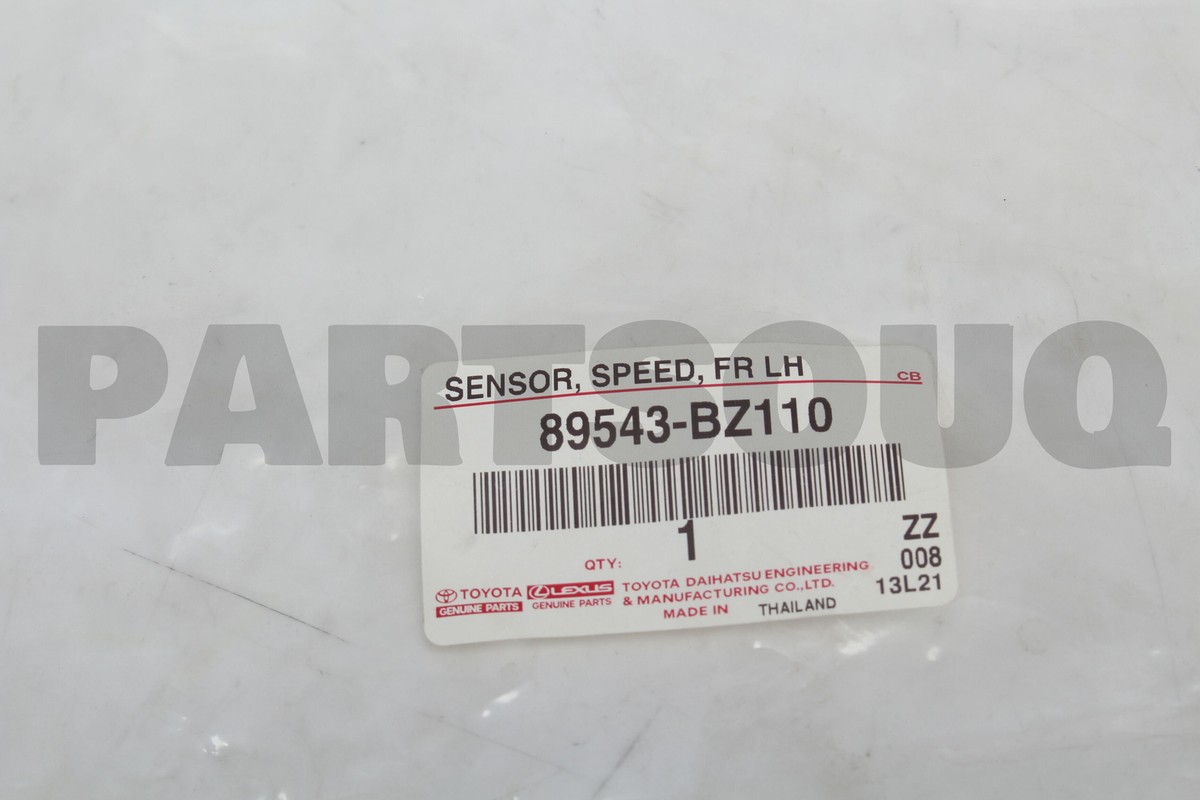 PARTSOUQ
SENSOR, SPEED, FR LH
CB
89543-BZ110
1
QTY:
ZZ
008
13L21
TOYOTA
GENUINE PARTS
LEXUS
GENUINE PARTS
TOYOTA DAIHATSU ENGINEERING
& MANUFACTURING CO.,LTD.
MADE IN THAILAND